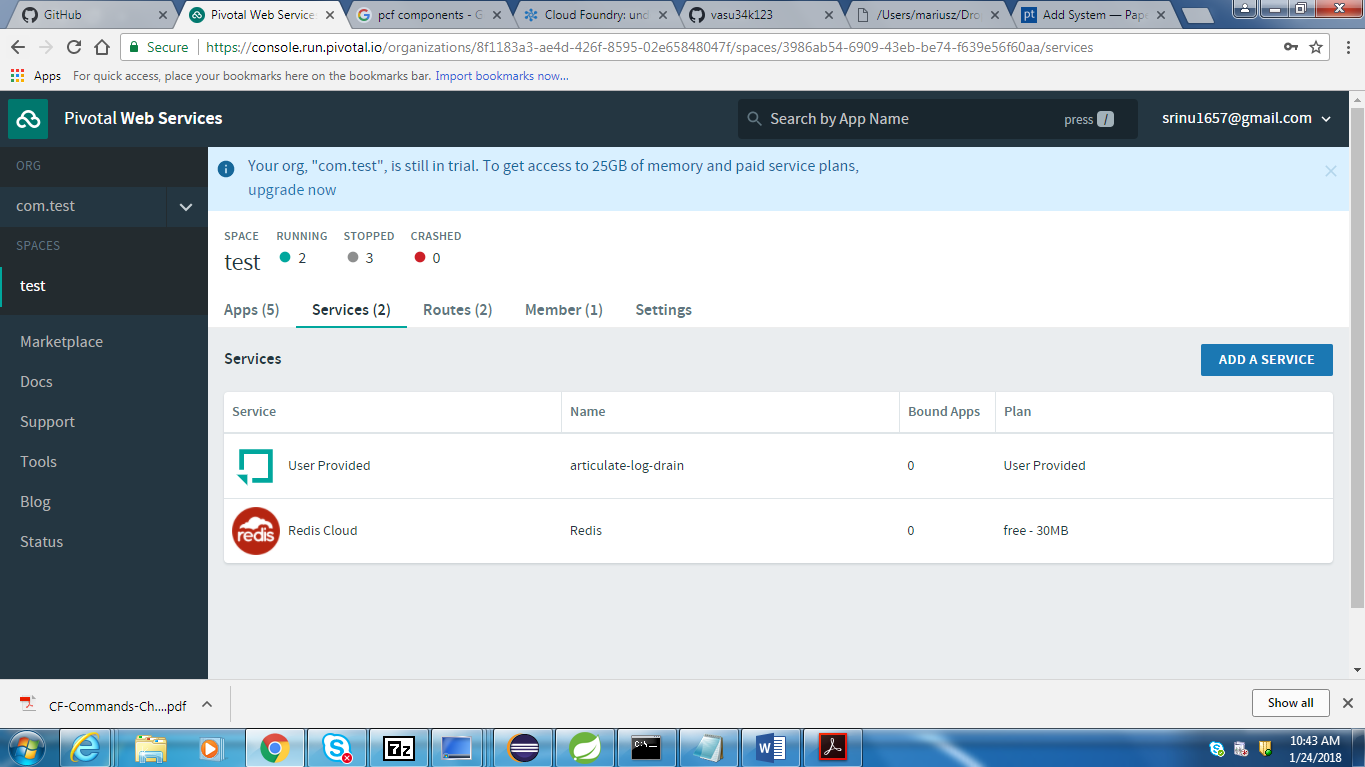 GitHub
Pivotal Web Service
pcf components - G
Cloud Foundry: und
vasu34k123
/Users/mariusz/Dro
pt Add System — Pap
Secure https://console.run.pivotal.io/organizations/8f1183a3-ae4d-426f-8595-02e65848047f/spaces/3986ab54-6909-43eb-be74-f639e56f60aa/services
Apps For quick access, place your bookmarks here on the bookmarks bar. Import bookmarks now...
Pivotal Web Services
Search by App Name
press /
srinu1657@gmail.com
ORG
com.test
SPACES
test
Marketplace
Docs
Support
Tools
Blog
Status
Your org, "com.test", is still in trial. To get access to 25GB of memory and paid service plans,
upgrade now
SPACE RUNNING STOPPED CRASHED
test 2 3 0
Apps (5) Services (2) Routes (2) Member (1) Settings
Services
ADD A SERVICE
Service Name Bound Apps Plan
User Provided articulate-log-drain 0 User Provided
redis Redis Cloud Redis 0 free - 30MB
CF-Commands-Ch....pdf
Show all
7z
C:\
10:43 AM
1/24/2018